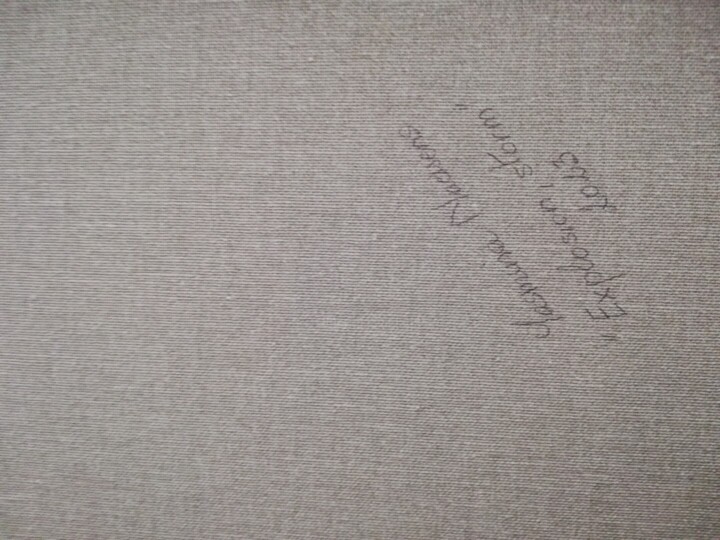 Jasmina
"Explosion, storm"
2013